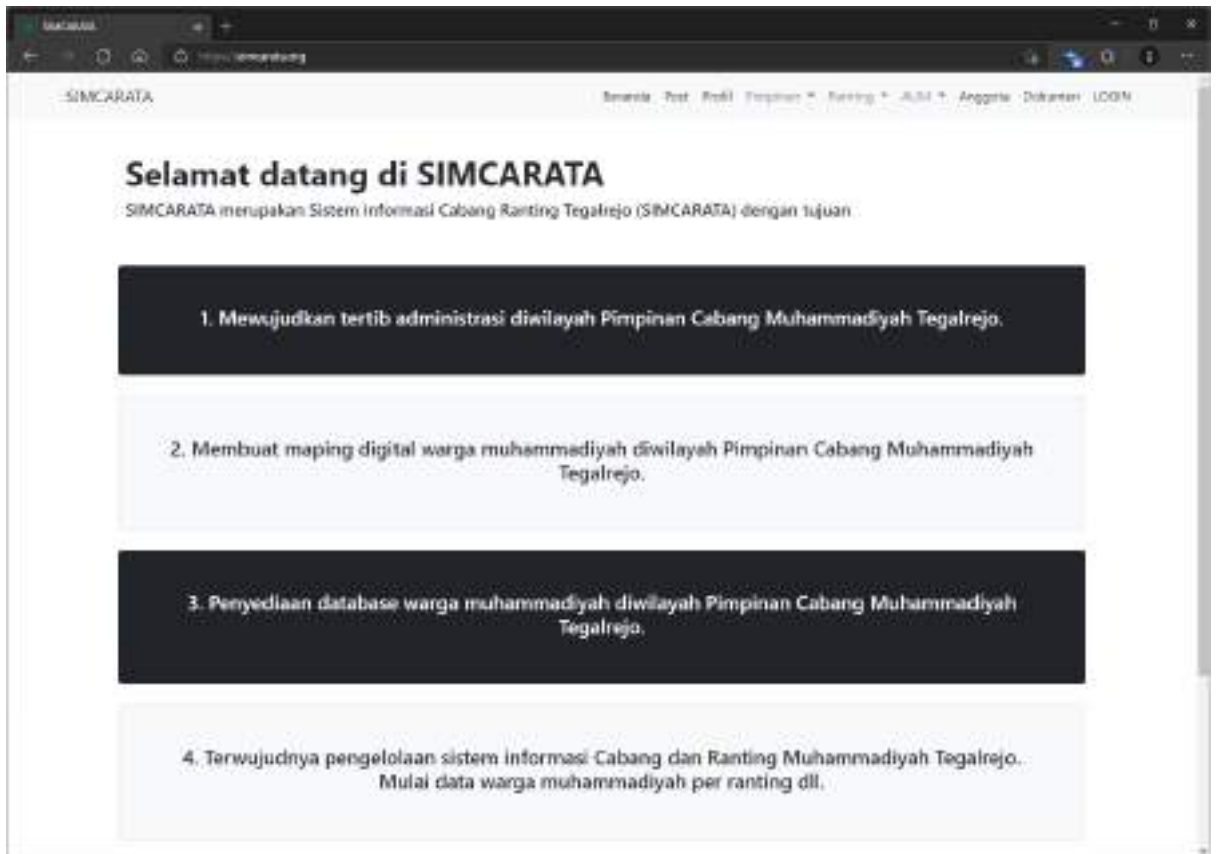 SIMCARATA
SIMCARATA
Beranda Post Profil Pimpinan Ranting AUM Anggota Dokumen LOGIN
Selamat datang di SIMCARATA
SIMCARATA merupakan Sistem Informasi Cabang Ranting Tegalrejo (SIMCARATA) dengan tujuan
1. Mewujudkan tertib administrasi diwilayah Pimpinan Cabang Muhammadiyah Tegalrejo.
2. Membuat maping digital warga muhammadiyah diwilayah Pimpinan Cabang Muhammadiyah
Tegalrejo.
3. Penyediaan database warga muhammadiyah diwilayah Pimpinan Cabang Muhammadiyah
Tegalrejo.
4. Terwujudnya pengelolaan sistem informasi Cabang dan Ranting Muhammadiyah Tegalrejo.
Mulai data warga muhammadiyah per ranting dll.